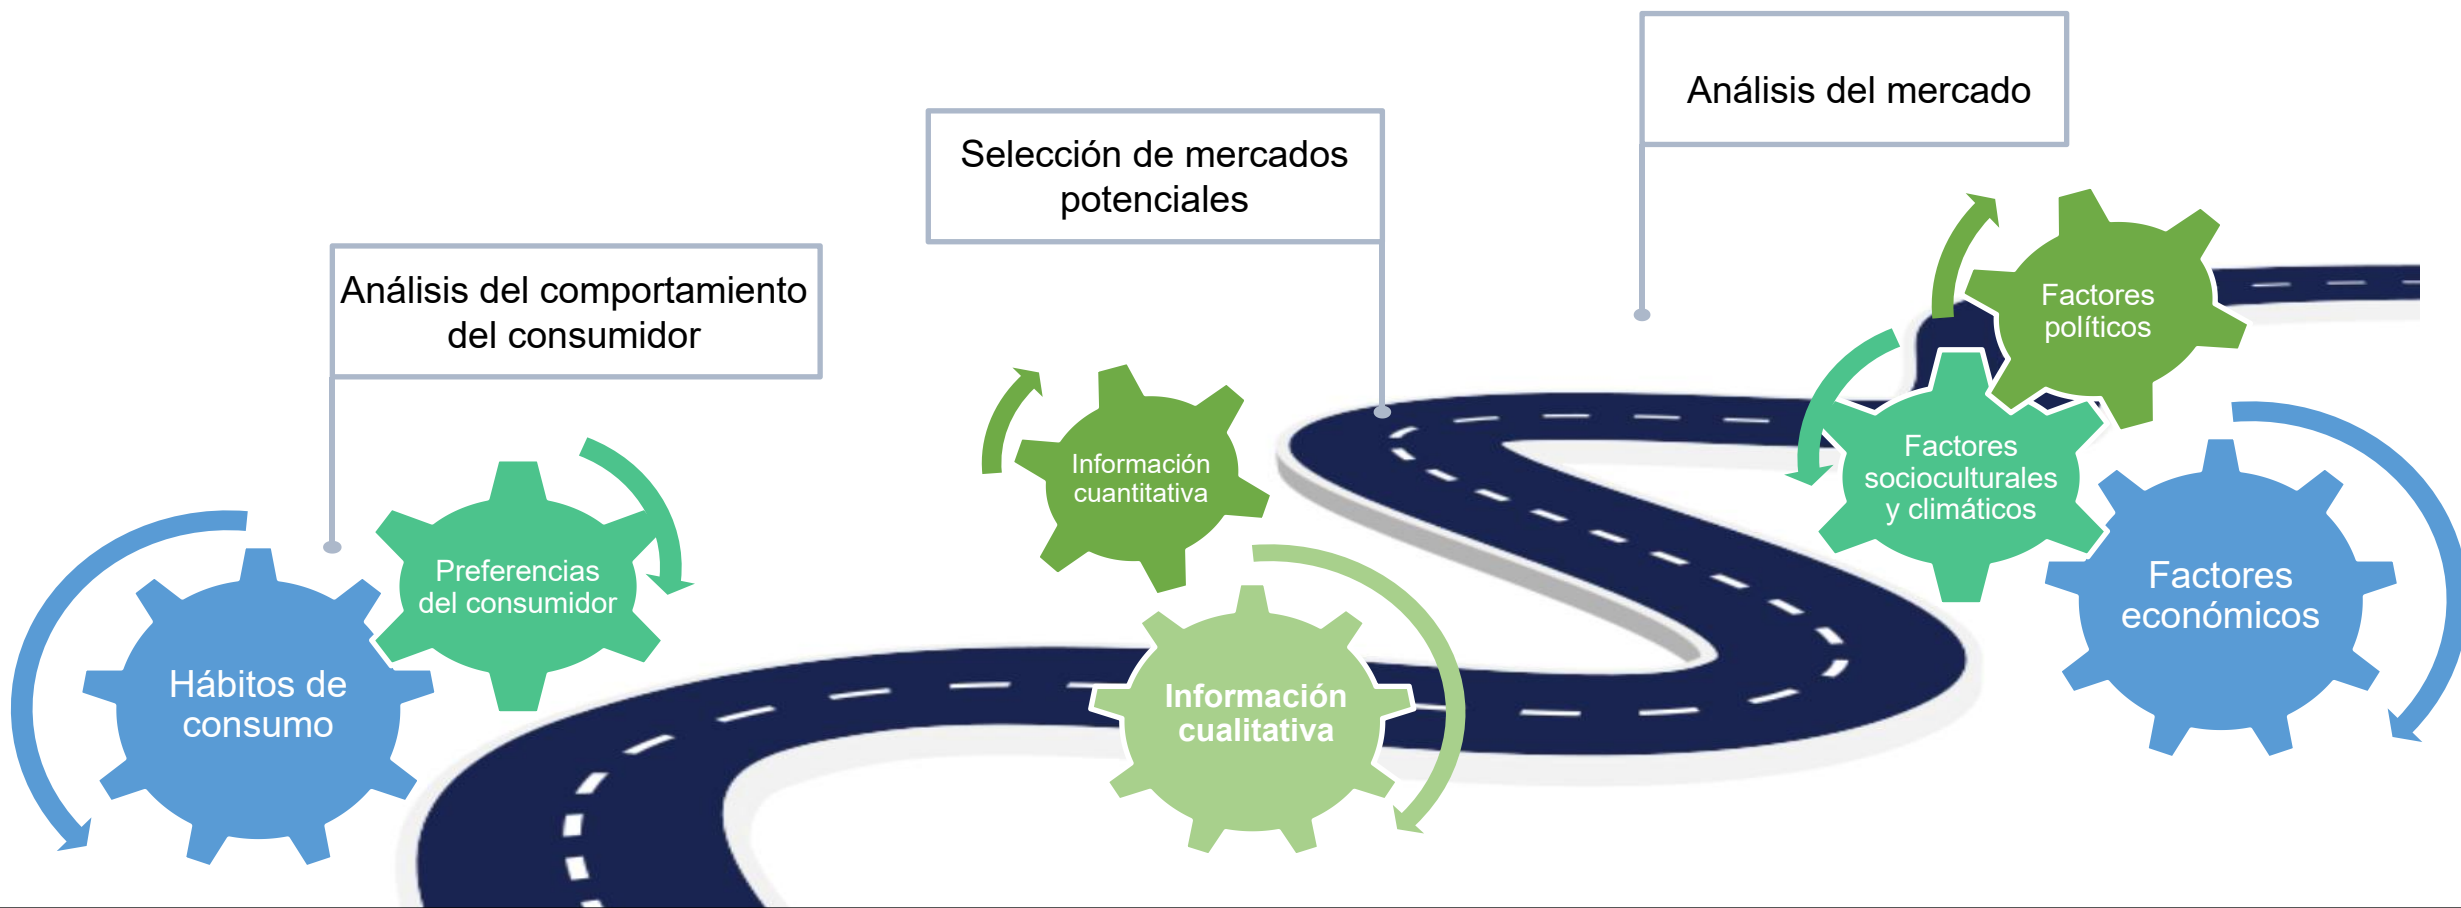 Análisis del comportamiento
del consumidor
Hábitos de
consumo
Preferencias
del consumidor
Selección de mercados
potenciales
Información
cuantitativa
Información
cualitativa
Análisis del mercado
Factores
políticos
Factores
socioculturales
y climáticos
Factores
económicos